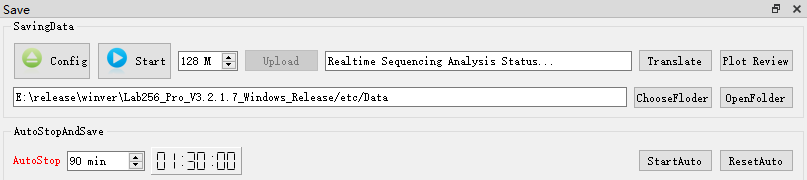 Save
SavingData
Config Start 128 M Upload Realtime Sequencing Analysis Status... Translate Plot Review
E:\release\winver\Lab256_Pro_V3.2.1.7_Windows_Release/etc/Data ChooseFloder OpenFolder
AutoStopAndSave
AutoStop 90 min 01:30:00 StartAuto ResetAuto